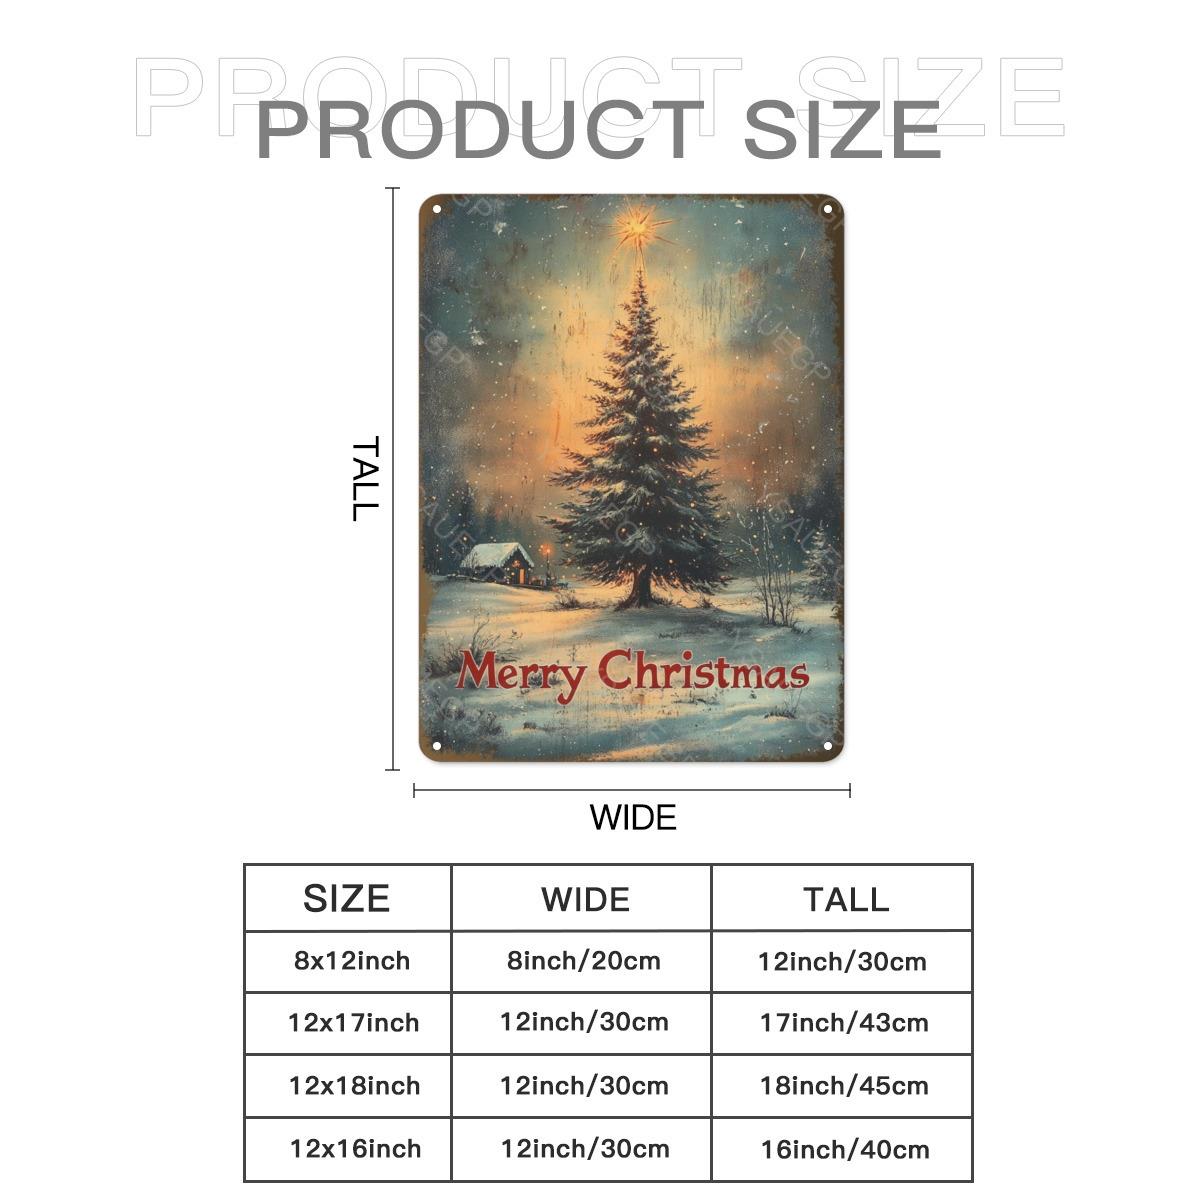 PRODUCT SIZE
PRODUCT SIZE
TALL
Merry Christmas
WIDE
SIZE WIDE TALL
8x12inch 8inch/20cm 12inch/30cm
12x17inch 12inch/30cm 17inch/43cm
12x18inch 12inch/30cm 18inch/45cm
12x16inch 12inch/30cm 16inch/40cm